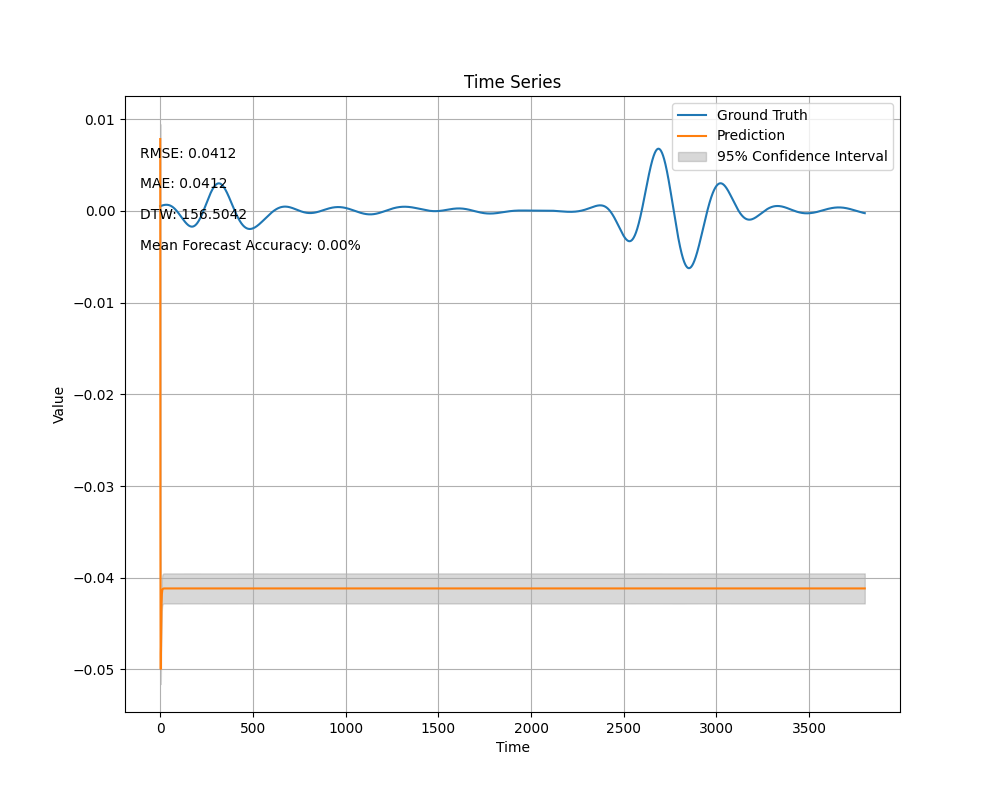 Time Series
Ground Truth
Prediction
95% Confidence Interval
RMSE: 0.0412
MAE: 0.0412
DTW: 156.5042
Mean Forecast Accuracy: 0.00%
Value
0.01
0.00
−0.01
−0.02
−0.03
−0.04
−0.05
0
500
1000
1500
2000
2500
3000
3500
Time